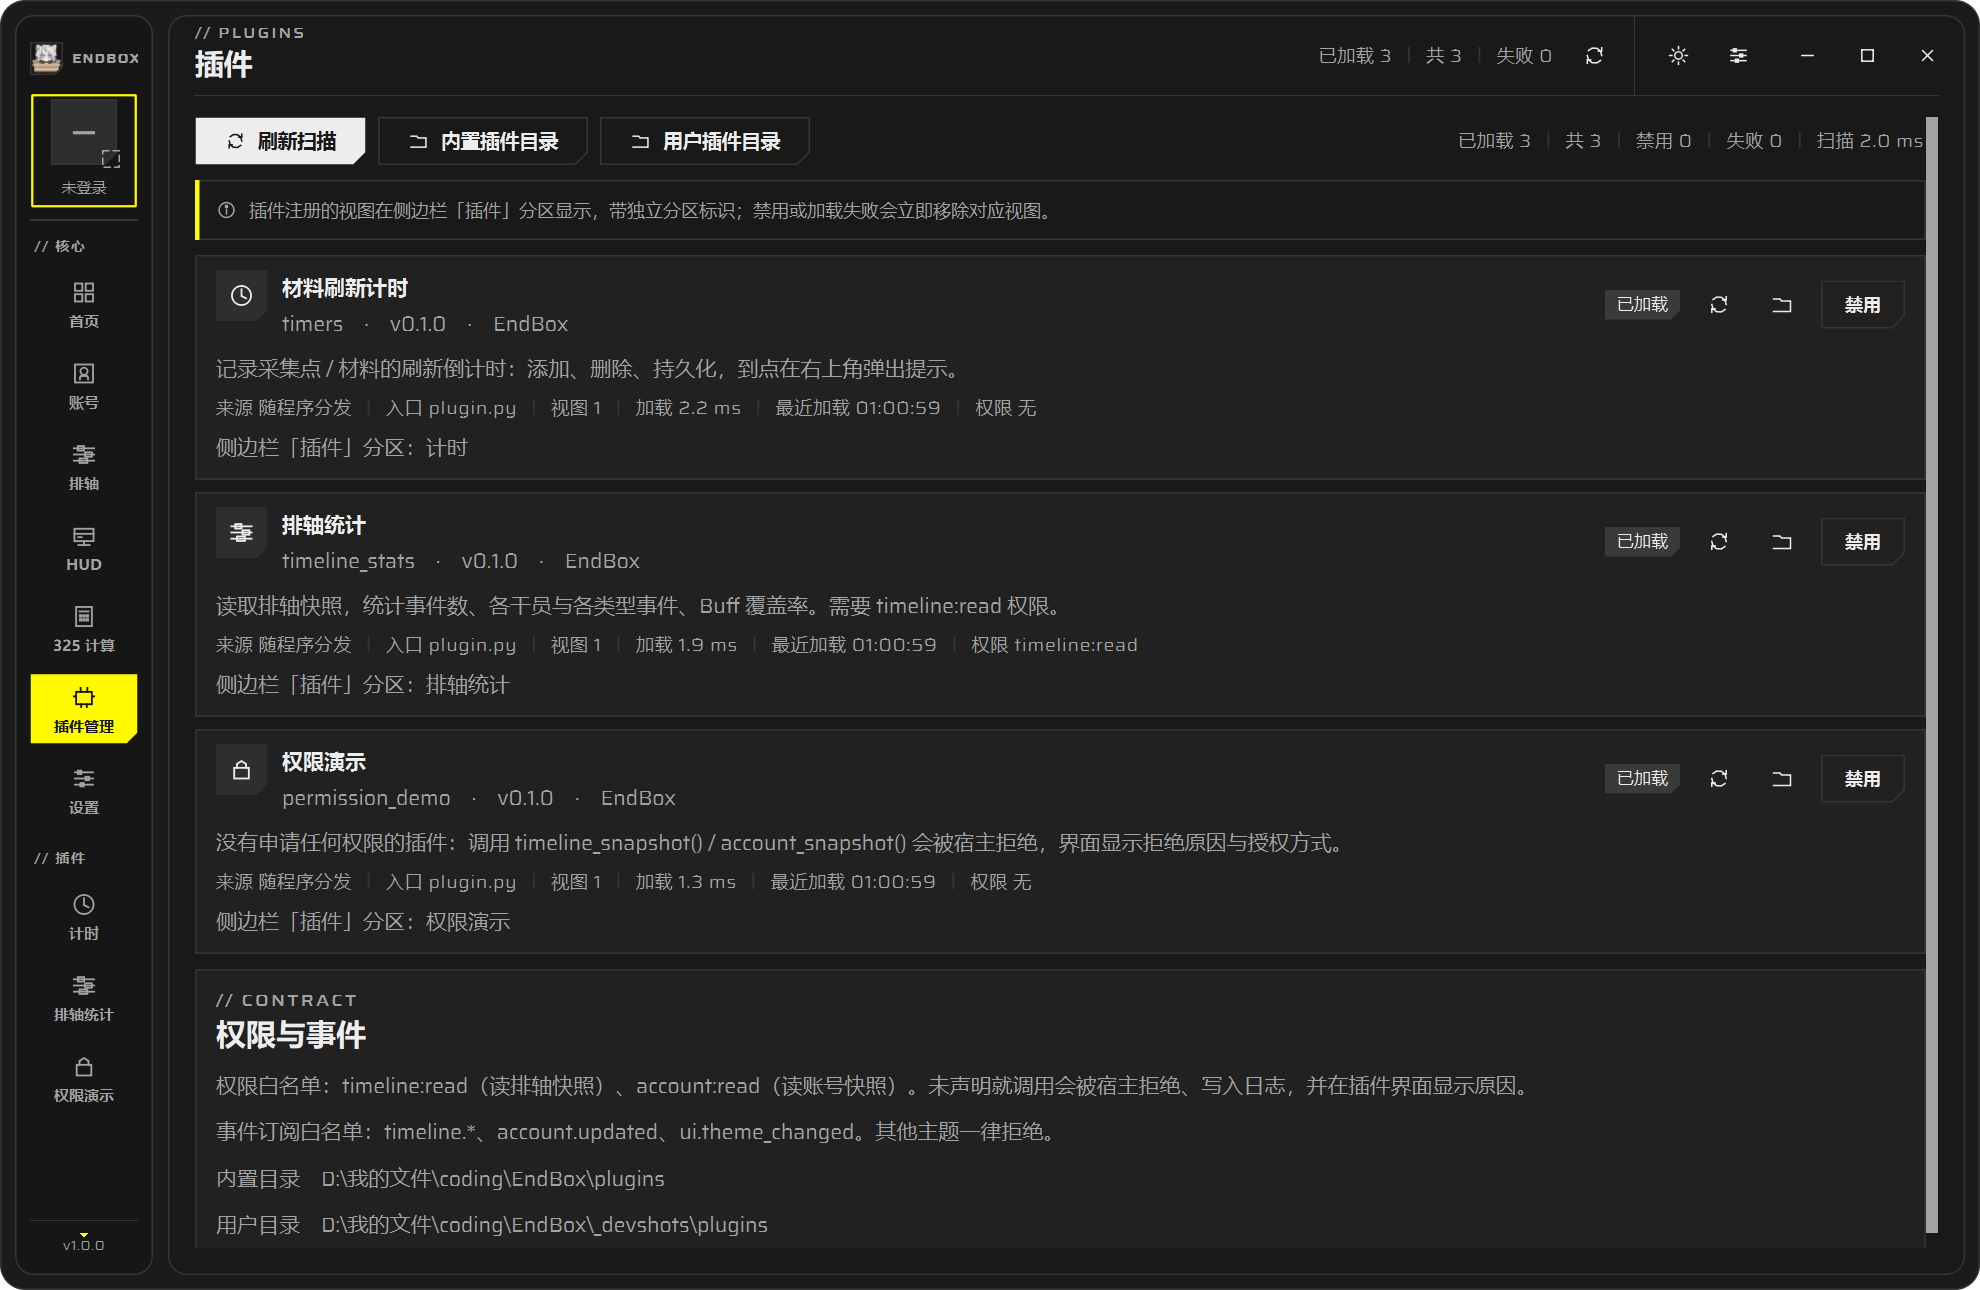 ENDBOX
未登录
// 核心
首页
账号
排轴
HUD
325 计算
插件管理
设置
// 插件
计时
排轴统计
权限演示
v1.0.0
// PLUGINS
插件
已加载 3 共 3 失败 0
刷新扫描 内置插件目录 用户插件目录
已加载 3 共 3 禁用 0 失败 0 扫描 2.0 ms
插件注册的视图在侧边栏「插件」分区显示，带独立分区标识；禁用或加载失败会立即移除对应视图。
材料刷新计时
timers · v0.1.0 · EndBox
已加载 禁用
记录采集点 / 材料的刷新倒计时：添加、删除、持久化，到点在右上角弹出提示。
来源 随程序分发 入口 plugin.py 视图 1 加载 2.2 ms 最近加载 01:00:59 权限 无
侧边栏「插件」分区：计时
排轴统计
timeline_stats · v0.1.0 · EndBox
已加载 禁用
读取排轴快照，统计事件数、各干员与各类型事件、Buff 覆盖率。需要 timeline:read 权限。
来源 随程序分发 入口 plugin.py 视图 1 加载 1.9 ms 最近加载 01:00:59 权限 timeline:read
侧边栏「插件」分区：排轴统计
权限演示
permission_demo · v0.1.0 · EndBox
已加载 禁用
没有申请任何权限的插件：调用 timeline_snapshot() / account_snapshot() 会被宿主拒绝，界面显示拒绝原因与授权方式。
来源 随程序分发 入口 plugin.py 视图 1 加载 1.3 ms 最近加载 01:00:59 权限 无
侧边栏「插件」分区：权限演示
// CONTRACT
权限与事件
权限白名单：timeline:read（读排轴快照）、account:read（读账号快照）。未声明就调用会被宿主拒绝、写入日志，并在插件界面显示原因。
事件订阅白名单：timeline.*、account.updated、ui.theme_changed。其他主题一律拒绝。
内置目录 D:\我的文件\coding\EndBox\plugins
用户目录 D:\我的文件\coding\EndBox\_devshots\plugins